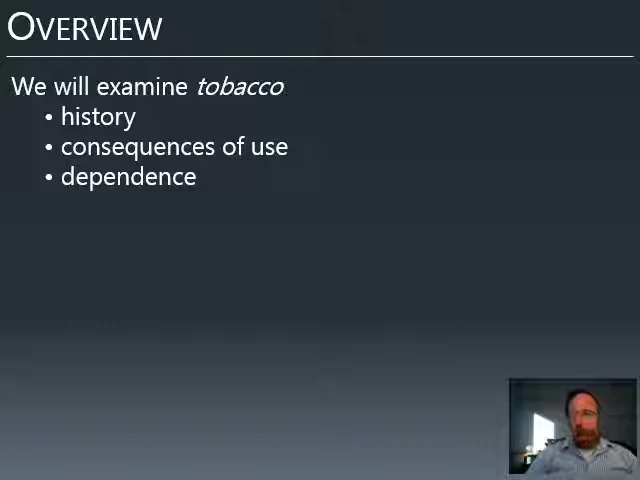 OVERVIEW
We will examine tobacco
• history
• consequences of use
• dependence